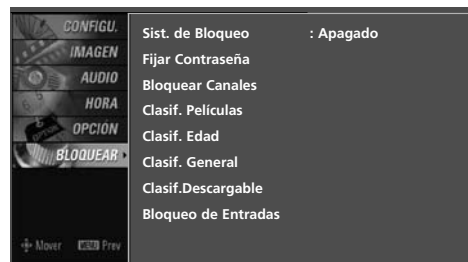 CONFIGU.
IMAGEN
AUDIO
HORA
OPCIÓN
BLOQUEAR
Mover MENU Prev
Sist. de Bloqueo : Apagado
Fijar Contraseña
Bloquear Canales
Clasif. Películas
Clasif. Edad
Clasif. General
Clasif.Descargable
Bloqueo de Entradas